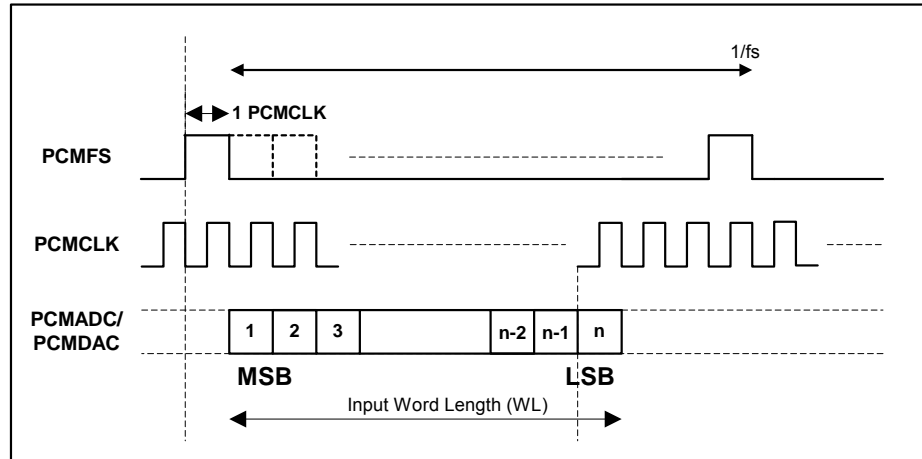 1/fs
1 PCMCLK
PCMFS
PCMCLK
PCMADC/
PCMDAC
1 2 3 n-2 n-1 n
MSB LSB
Input Word Length (WL)